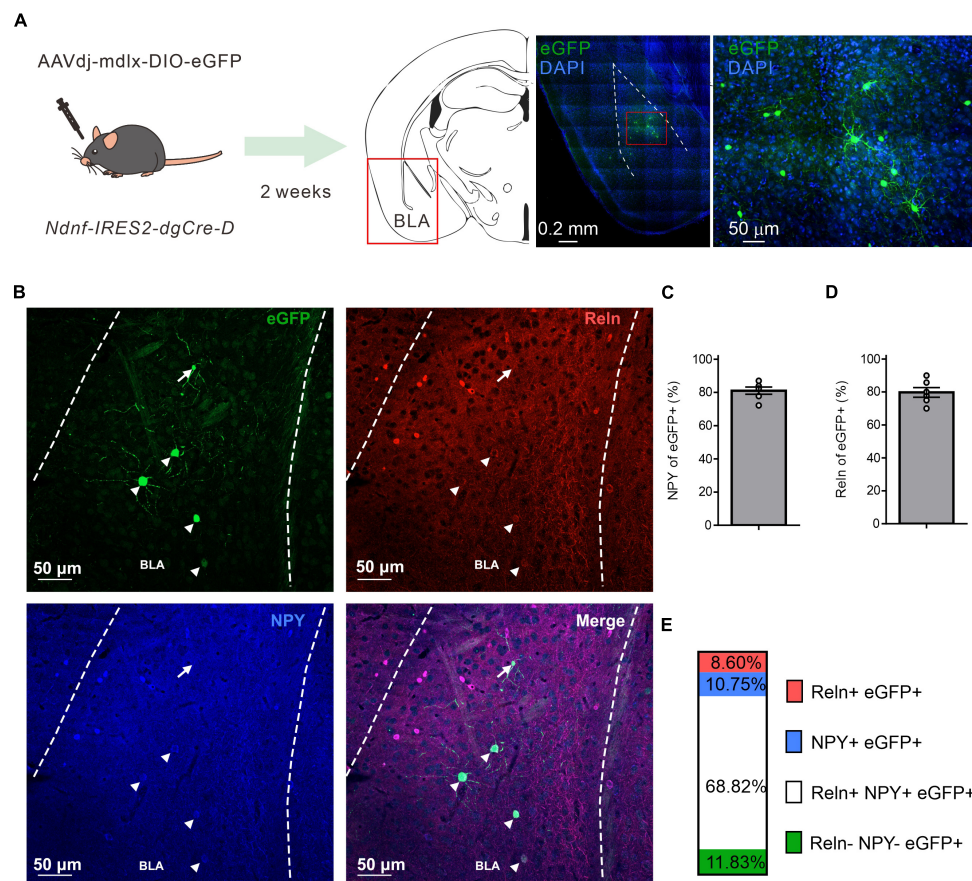 A
AAVdj-mdlx-DIO-eGFP
Ndnf-IRES2-dgCre-D
2 weeks
BLA
eGFP
DAPI
0.2 mm
eGFP
DAPI
50 μm
B
eGFP
BLA
50 μm
Reln
BLA
50 μm
NPY
BLA
50 μm
Merge
BLA
50 μm
C
NPY of eGFP+ (%)
100
80
60
40
20
0
D
Reln of eGFP+ (%)
100
80
60
40
20
0
E
8.60%
10.75%
68.82%
11.83%
Reln+ eGFP+
NPY+ eGFP+
Reln+ NPY+ eGFP+
Reln- NPY- eGFP+